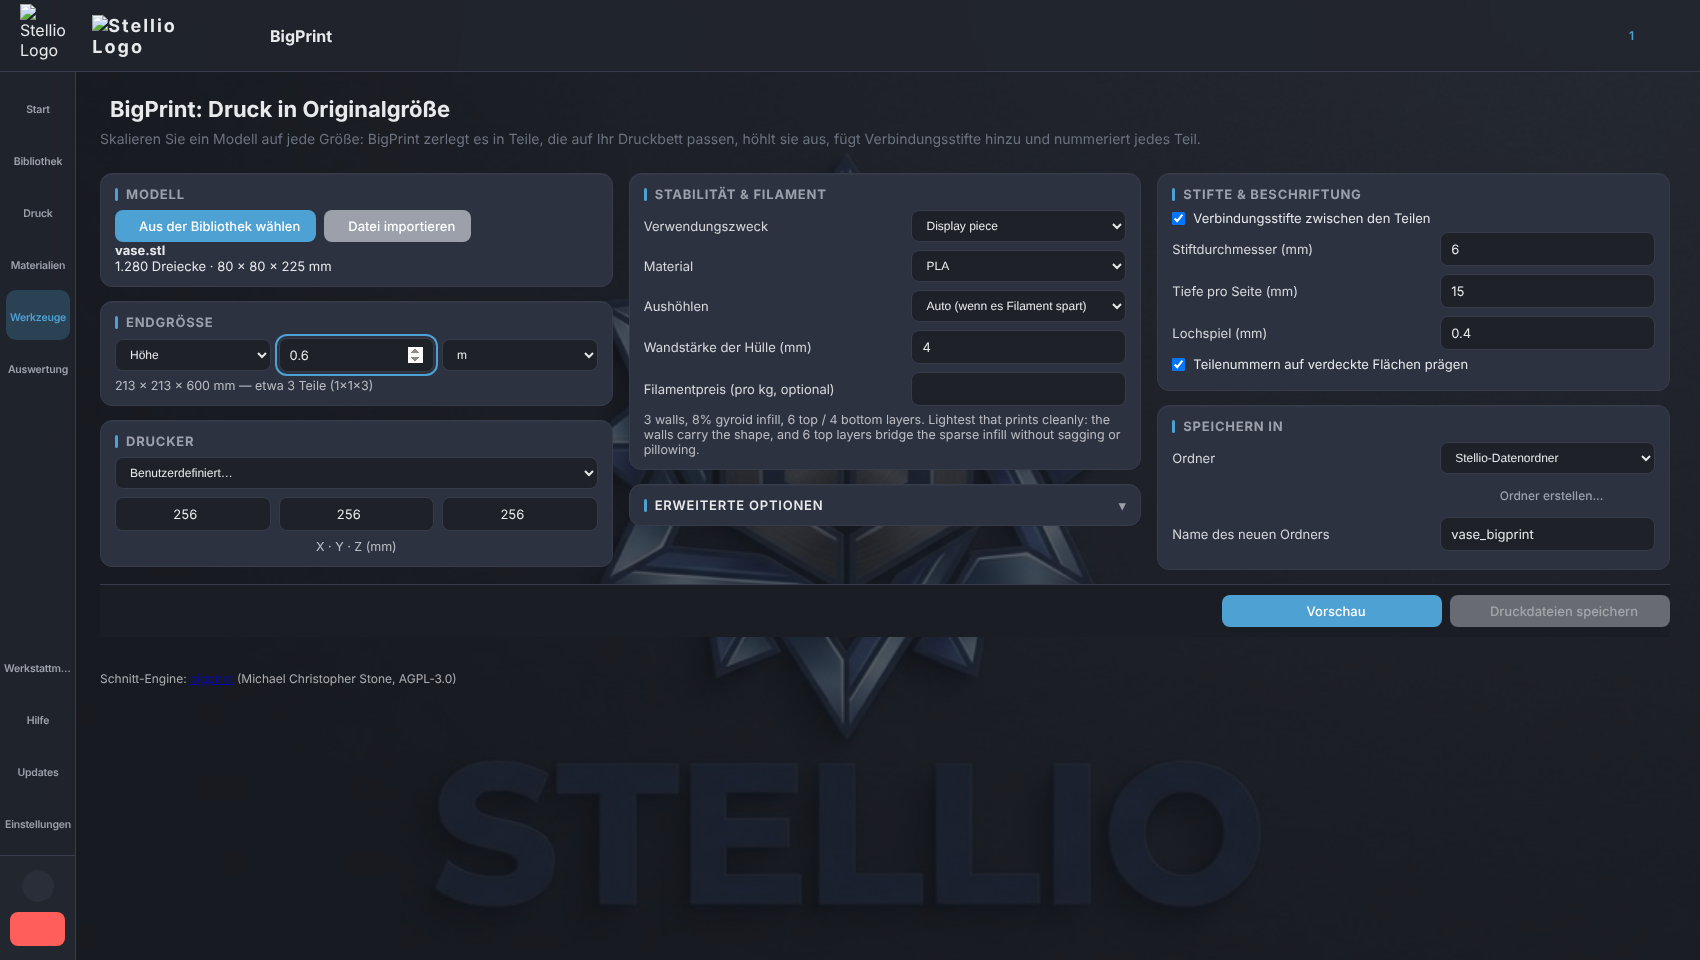 Stellio Logo
Stellio Logo
BigPrint
1
Start
Bibliothek
Druck
Materialien
Werkzeuge
Auswertung
Werkstattm...
Hilfe
Updates
Einstellungen
BigPrint: Druck in Originalgröße
Skalieren Sie ein Modell auf jede Größe: BigPrint zerlegt es in Teile, die auf Ihr Druckbett passen, höhlt sie aus, fügt Verbindungsstifte hinzu und nummeriert jedes Teil.
MODELL
Aus der Bibliothek wählen
Datei importieren
vase.stl
1.280 Dreiecke · 80 × 80 × 225 mm
ENDGRÖSSE
Höhe
0.6
m
213 × 213 × 600 mm — etwa 3 Teile (1×1×3)
DRUCKER
Benutzerdefiniert...
256
256
256
X · Y · Z (mm)
STABILITÄT & FILAMENT
Verwendungszweck
Display piece
Material
PLA
Aushöhlen
Auto (wenn es Filament spart)
Wandstärke der Hülle (mm)
4
Filamentpreis (pro kg, optional)
3 walls, 8% gyroid infill, 6 top / 4 bottom layers. Lightest that prints cleanly: the
walls carry the shape, and 6 top layers bridge the sparse infill without sagging or
pillowing.
ERWEITERTE OPTIONEN
STIFTE & BESCHRIFTUNG
Verbindungsstifte zwischen den Teilen
Stiftdurchmesser (mm)
6
Tiefe pro Seite (mm)
15
Lochspiel (mm)
0.4
Teilenummern auf verdeckte Flächen prägen
SPEICHERN IN
Ordner
Stellio-Datenordner
Ordner erstellen...
Name des neuen Ordners
vase_bigprint
Vorschau
Druckdateien speichern
Schnitt-Engine: (Michael Christopher Stone, AGPL-3.0)
STELLIO